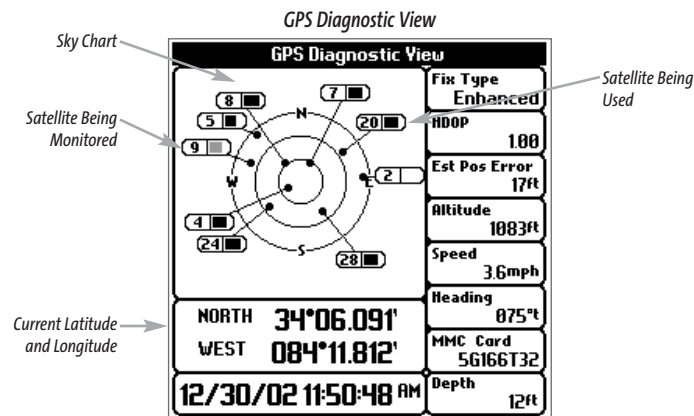 GPS Diagnostic View
Sky Chart
GPS Diagnostic View
Satellite Being
Used
Satellite Being
Monitored
8
7
5
20
9
2
4
24
28
N
W
E
S
Fix Type
Enhanced
HDOP
1.00
Est Pos Error
17ft
Altitude
1083ft
Speed
3.6mph
Heading
075°t
MMC Card
5G166T32
Depth
12ft
Current Latitude
and Longitude
NORTH 34°06.091'
WEST 084°11.812'
12/30/02 11:50:48 AM